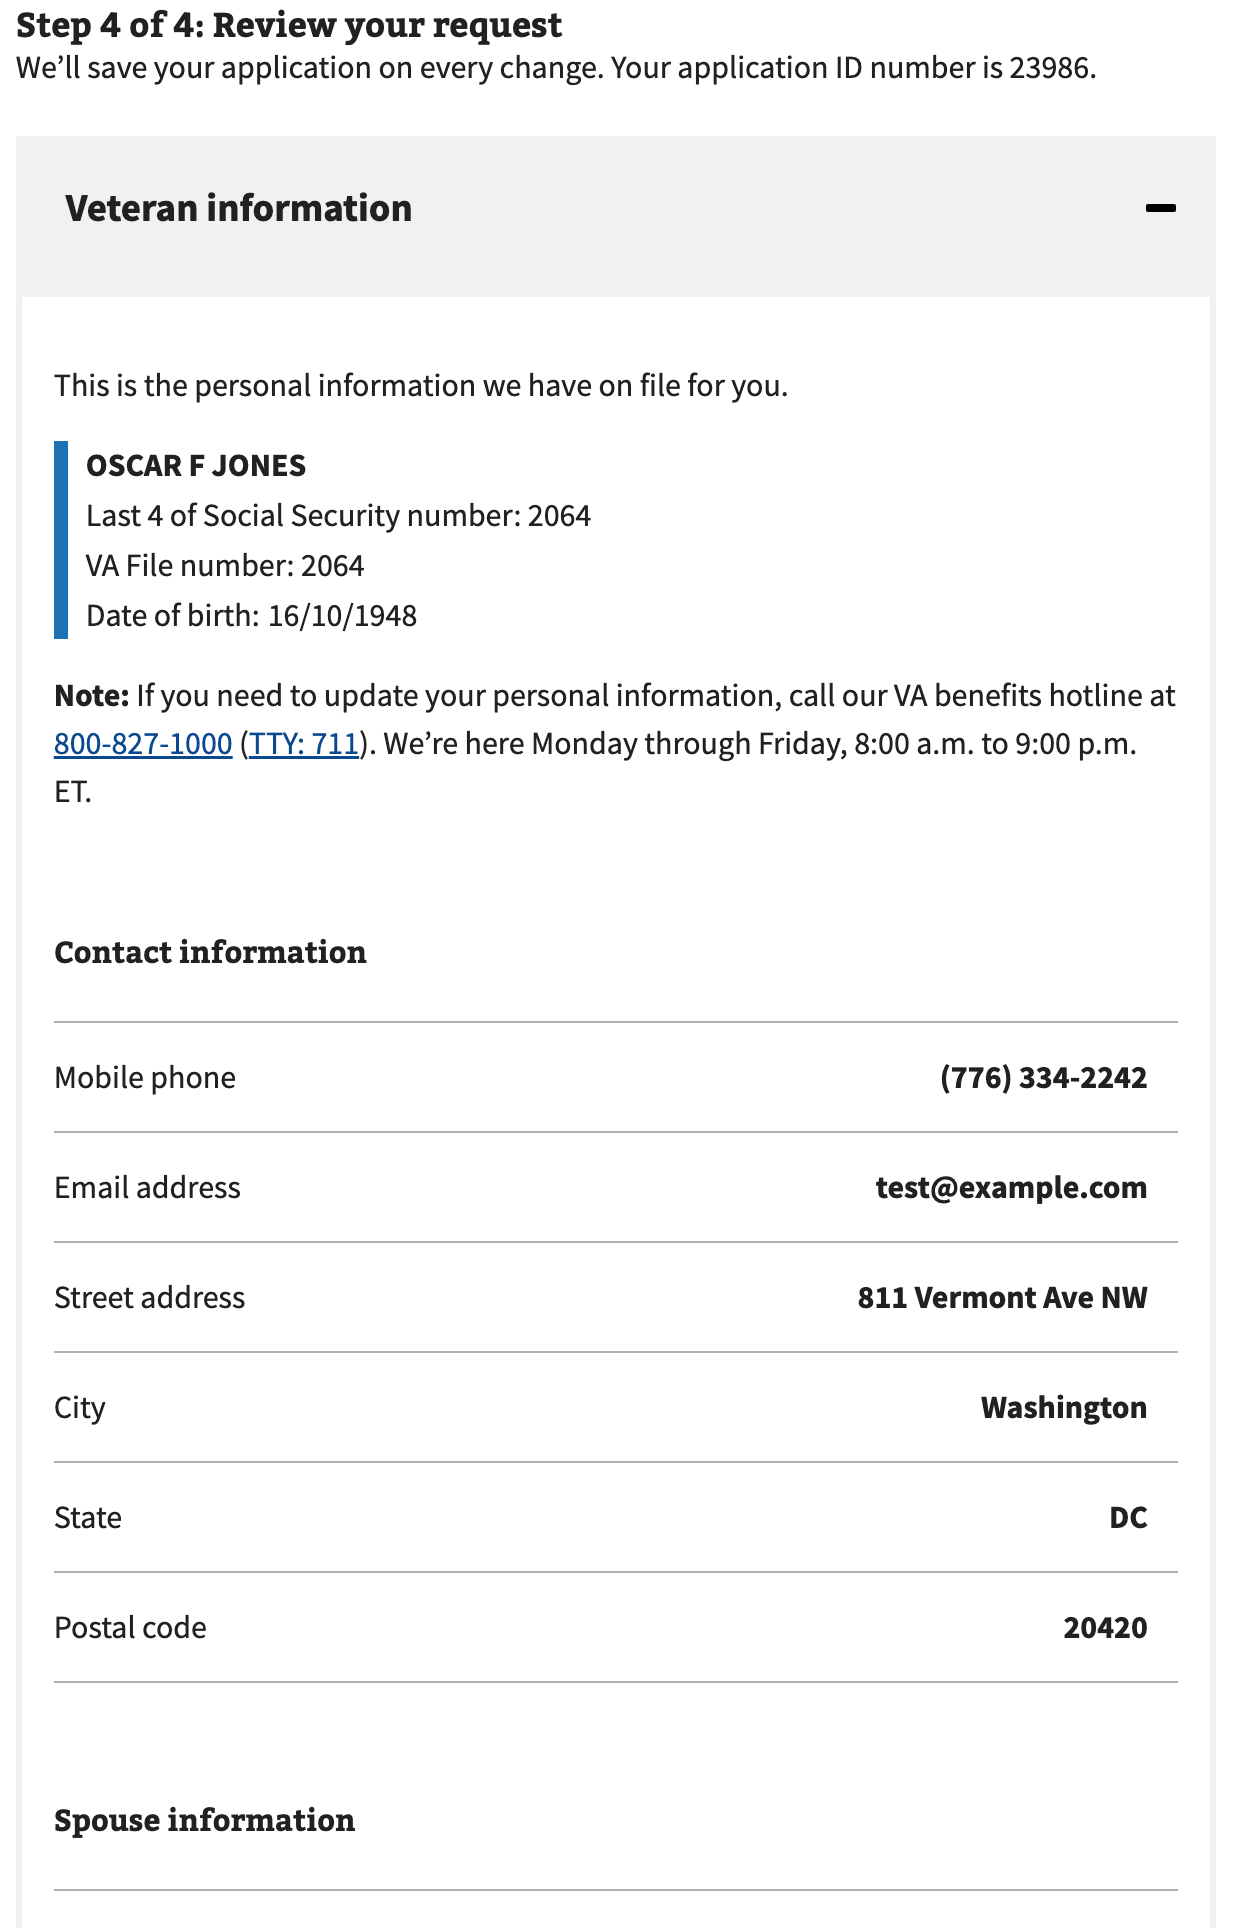 Step 4 of 4: Review your request
We’ll save your application on every change. Your application ID number is 23986.
Veteran information
This is the personal information we have on file for you.
OSCAR F JONES
Last 4 of Social Security number: 2064
VA File number: 2064
Date of birth: 16/10/1948
Note: If you need to update your personal information, call our VA benefits hotline at
800-827-1000 (TTY: 711). We’re here Monday through Friday, 8:00 a.m. to 9:00 p.m.
ET.
Contact information
Mobile phone (776) 334-2242
Email address test@example.com
Street address 811 Vermont Ave NW
City Washington
State DC
Postal code 20420
Spouse information